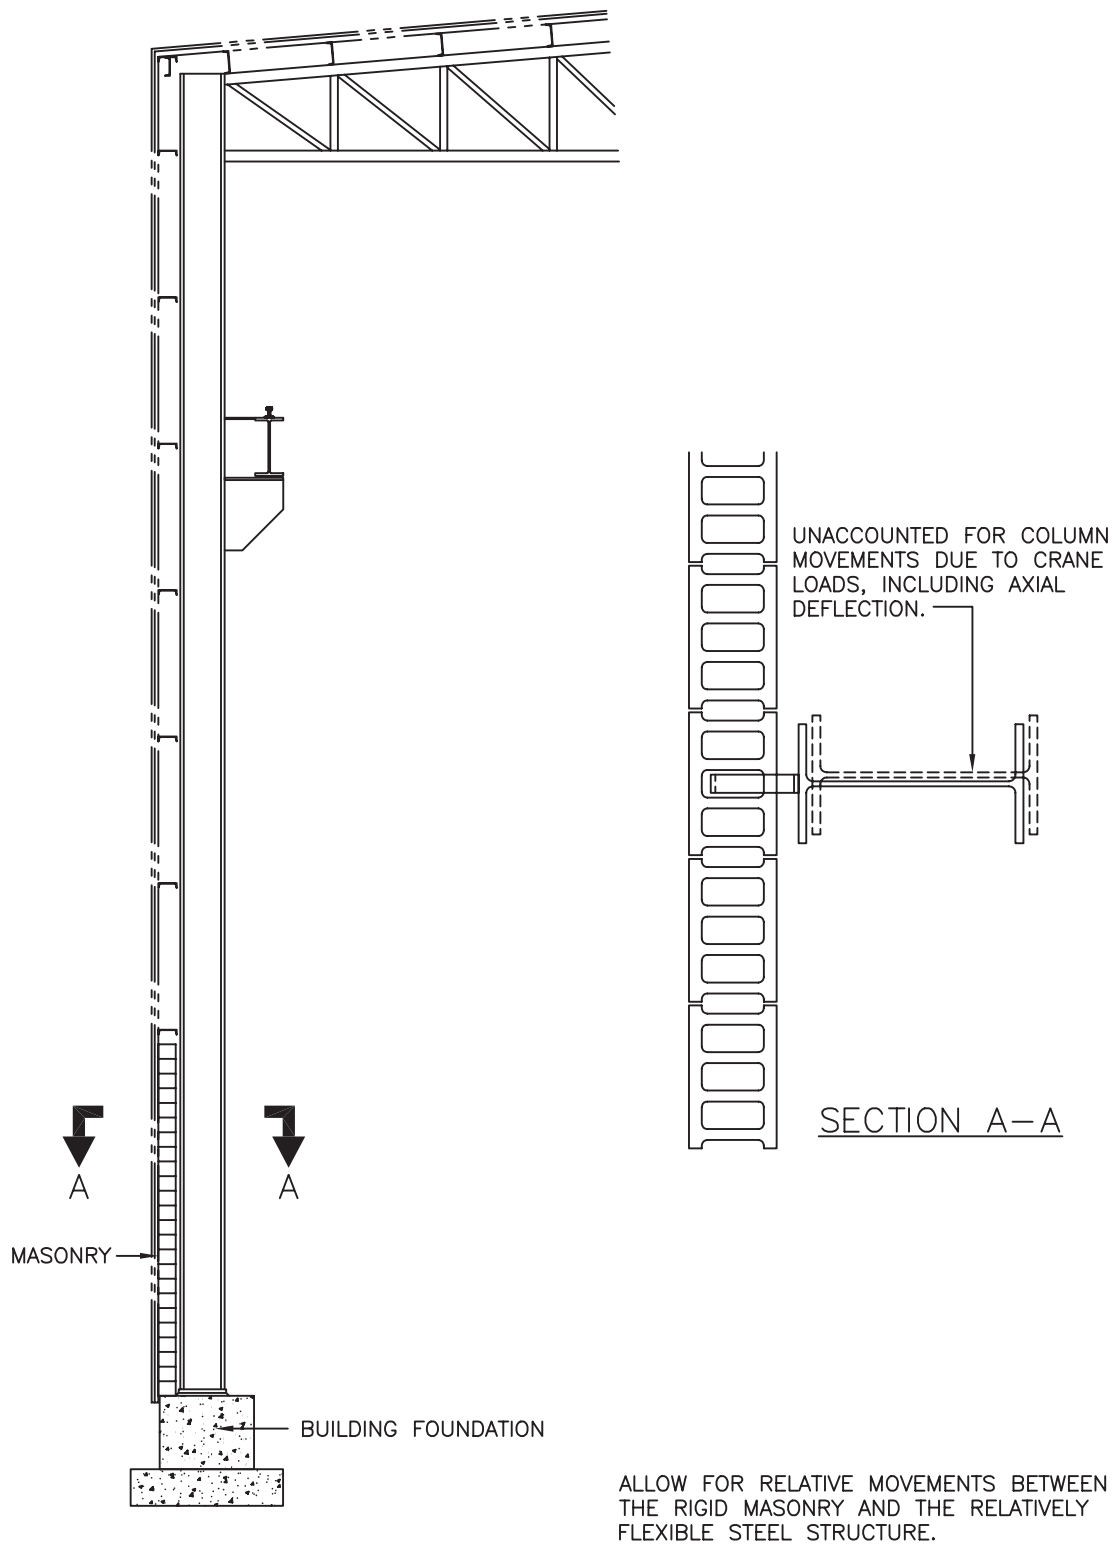 UNACCOUNTED FOR COLUMN
MOVEMENTS DUE TO CRANE
LOADS, INCLUDING AXIAL
DEFLECTION.
SECTION A-A
A
A
MASONRY
BUILDING FOUNDATION
ALLOW FOR RELATIVE MOVEMENTS BETWEEN
THE RIGID MASONRY AND THE RELATIVELY
FLEXIBLE STEEL STRUCTURE.